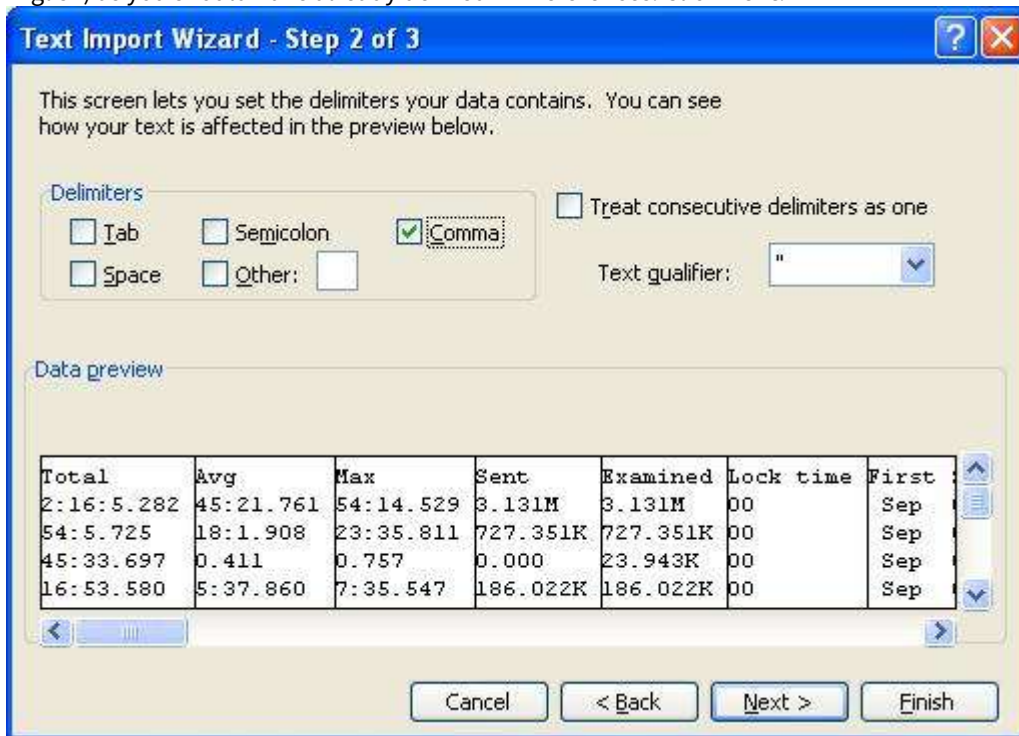 Text Import Wizard - Step 2 of 3
This screen lets you set the delimiters your data contains. You can see
how your text is affected in the preview below.
Delimiters
Tab Semicolon Comma
Space Other:
Treat consecutive delimiters as one
Text qualifier: "
Data preview
Total Avg Max Sent Examined Lock time First
2:16:5.282 45:21.761 54:14.529 3.131M 3.131M 00 Sep
54:5.725 18:1.908 23:35.811 727.351K 727.351K 00 Sep
45:33.697 0.411 0.757 0.000 23.943K 00 Sep
16:53.580 5:37.860 7:35.547 186.022K 186.022K 00 Sep
Cancel < Back Next > Finish